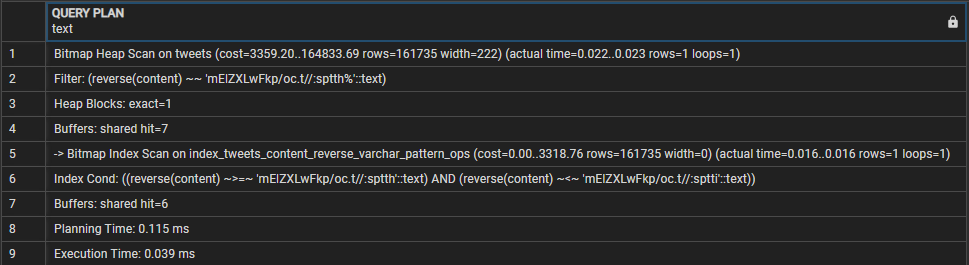 QUERY PLAN
text
1 Bitmap Heap Scan on tweets (cost=3359.20..164833.69 rows=161735 width=222) (actual time=0.022..0.023 rows=1 loops=1)
2 Filter: (reverse(content) ~~ 'mEIZXLwFkp/oc.t//:sptth%'::text)
3 Heap Blocks: exact=1
4 Buffers: shared hit=7
5 -> Bitmap Index Scan on index_tweets_content_reverse_varchar_pattern_ops (cost=0.00..3318.76 rows=161735 width=0) (actual time=0.016..0.016 rows=1 loops=1)
6 Index Cond: ((reverse(content) ~>=~ 'mEIZXLwFkp/oc.t//:sptth'::text) AND (reverse(content) ~<~ 'mEIZXLwFkp/oc.t//:sptti'::text))
7 Buffers: shared hit=6
8 Planning Time: 0.115 ms
9 Execution Time: 0.039 ms